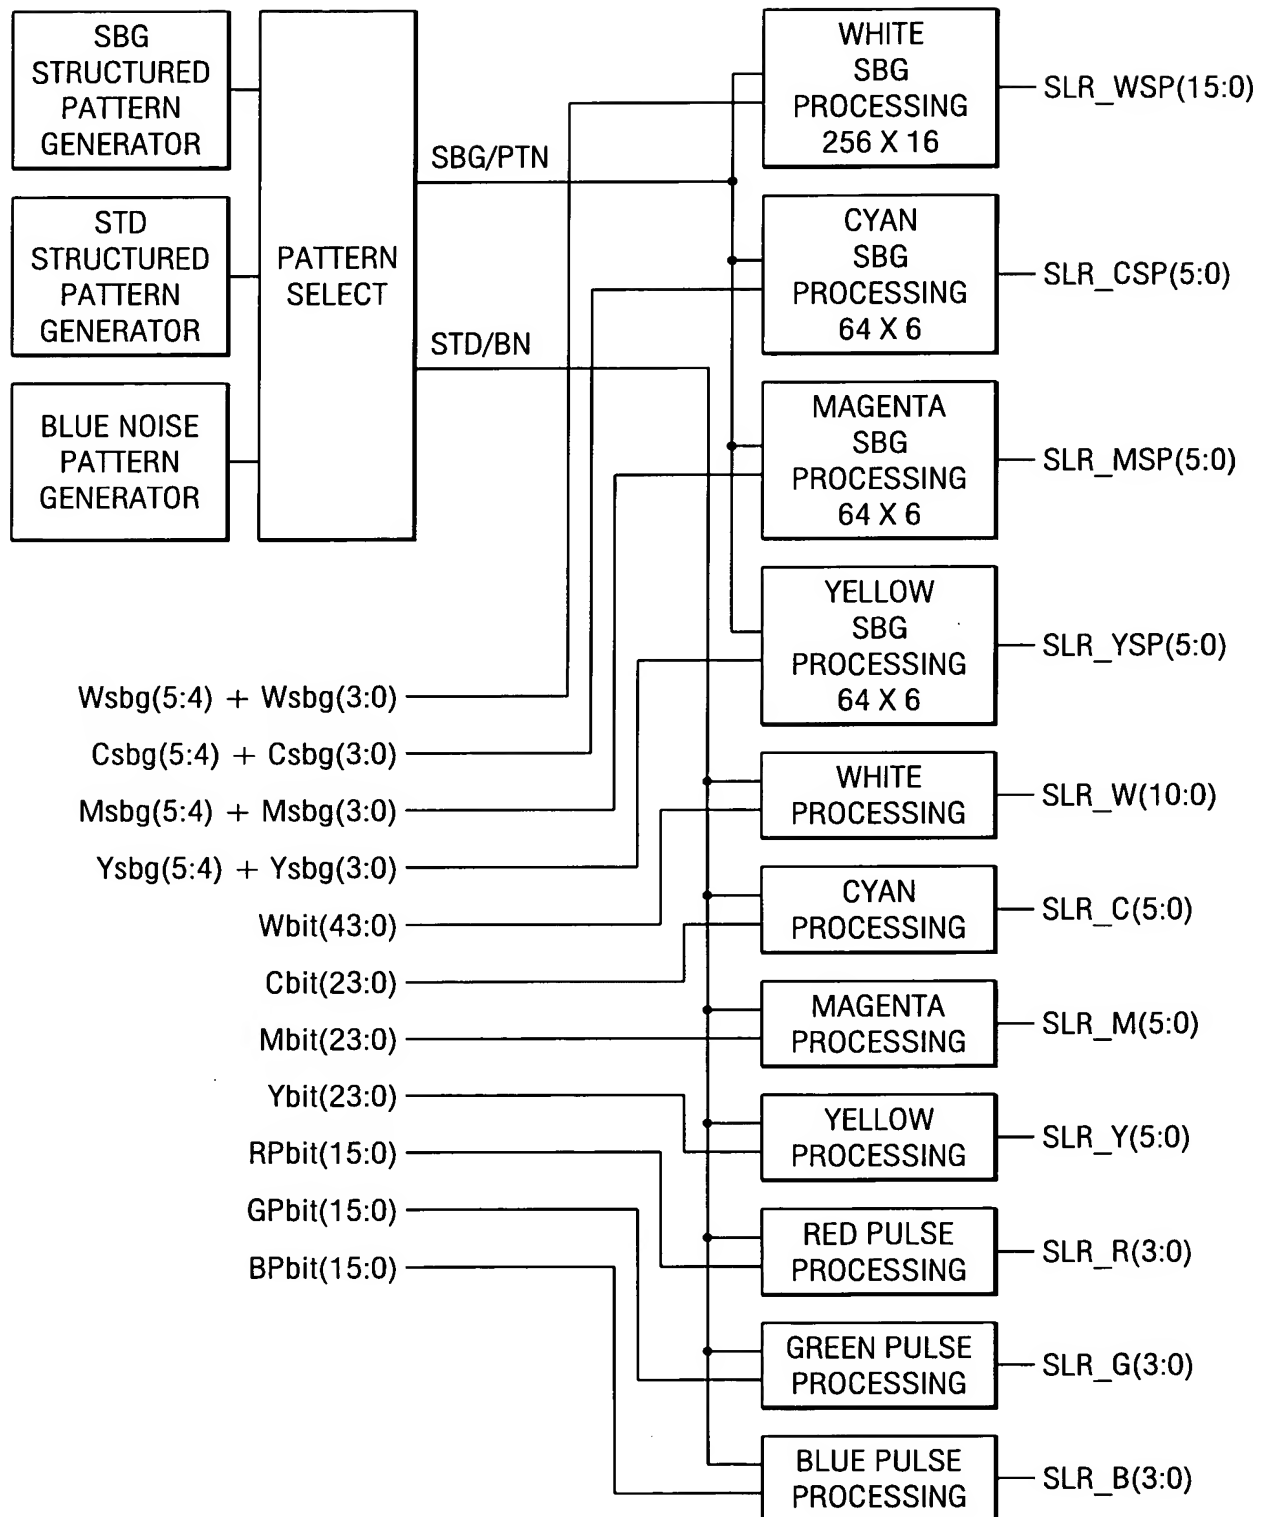 SBG
STRUCTURED
PATTERN
GENERATOR
STD
STRUCTURED
PATTERN
GENERATOR
BLUE NOISE
PATTERN
GENERATOR
PATTERN
SELECT
SBG/PTN
STD/BN
Wsbg(5:4) + Wsbg(3:0)
Csbg(5:4) + Csbg(3:0)
Msbg(5:4) + Msbg(3:0)
Ysbg(5:4) + Ysbg(3:0)
Wbit(43:0)
Cbit(23:0)
Mbit(23:0)
Ybit(23:0)
RPbit(15:0)
GPbit(15:0)
BPbit(15:0)
WHITE
SBG
PROCESSING
256 X 16
SLR_WSP(15:0)
CYAN
SBG
PROCESSING
64 X 6
SLR_CSP(5:0)
MAGENTA
SBG
PROCESSING
64 X 6
SLR_MSP(5:0)
YELLOW
SBG
PROCESSING
64 X 6
SLR_YSP(5:0)
WHITE
PROCESSING
SLR_W(10:0)
CYAN
PROCESSING
SLR_C(5:0)
MAGENTA
PROCESSING
SLR_M(5:0)
YELLOW
PROCESSING
SLR_Y(5:0)
RED PULSE
PROCESSING
SLR_R(3:0)
GREEN PULSE
PROCESSING
SLR_G(3:0)
BLUE PULSE
PROCESSING
SLR_B(3:0)